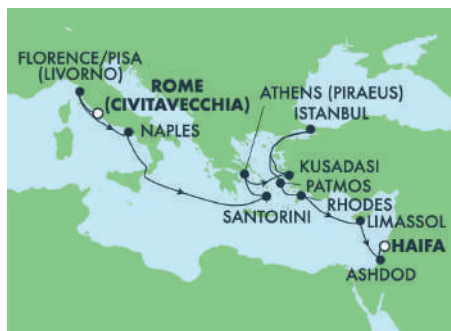 FLORENCE/PISA
(LIVORNO)
ROME
(CIVITAVECCHIA)
NAPLES
ATHENS (PIRAEUS)
ISTANBUL
KUSADASI
PATMOS
RHODES
SANTORINI
LIMASSOL
HAIFA
ASHDOD